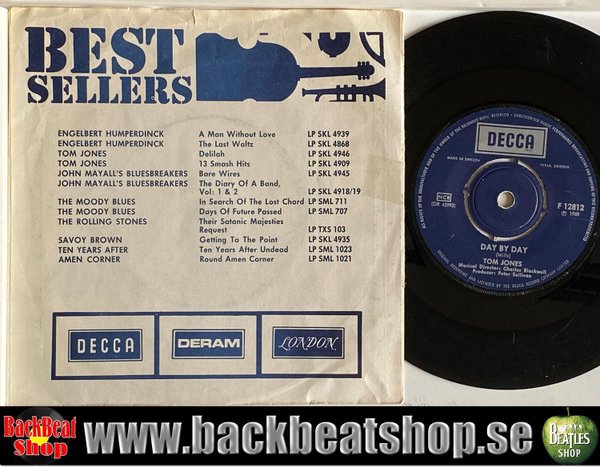 BEST
SELLERS
ENGELBERT HUMPERDINCK A Man Without Love LP SKL 4939
ENGELBERT HUMPERDINCK The Last Waltz LP SKL 4868
TOM JONES Delilah LP SKL 4946
TOM JONES 13 Smash Hits LP SKL 4909
JOHN MAYALL'S BLUESBREAKERS Bare Wires LP SKL 4945
JOHN MAYALL'S BLUESBREAKERS The Diary Of A Band,
Vol: 1 & 2 LP SKL 4918/19
THE MOODY BLUES In Search Of The Lost Chord LP SML 711
THE MOODY BLUES Days Of Future Passed LP SML 707
THE ROLLING STONES Their Satanic Majesties
Request LP TXS 103
SAVOY BROWN Getting To The Point LP SKL 4935
TEN YEARS AFTER Ten Years After Undead LP SML 1023
AMEN CORNER Round Amen Corner LP SML 1021
DECCA DERAM LONDON
DECCA
MADE IN SWEDEN
NCB
(DR 42993)
F 12812
℗ 1968
DAY BY DAY
(Mills)
TOM JONES
Musical Director: Charles Blackwell
Producer: Peter Sullivan
BackBeat
Shop
www.backbeatshop.se
THE
BEATLES
SHOP